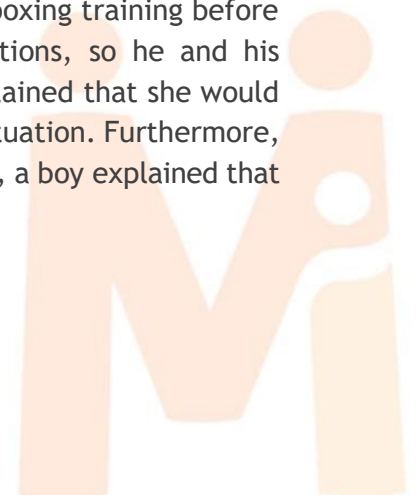 boxing training before
tions, so he and his
lained that she would
tuation. Furthermore,
, a boy explained that